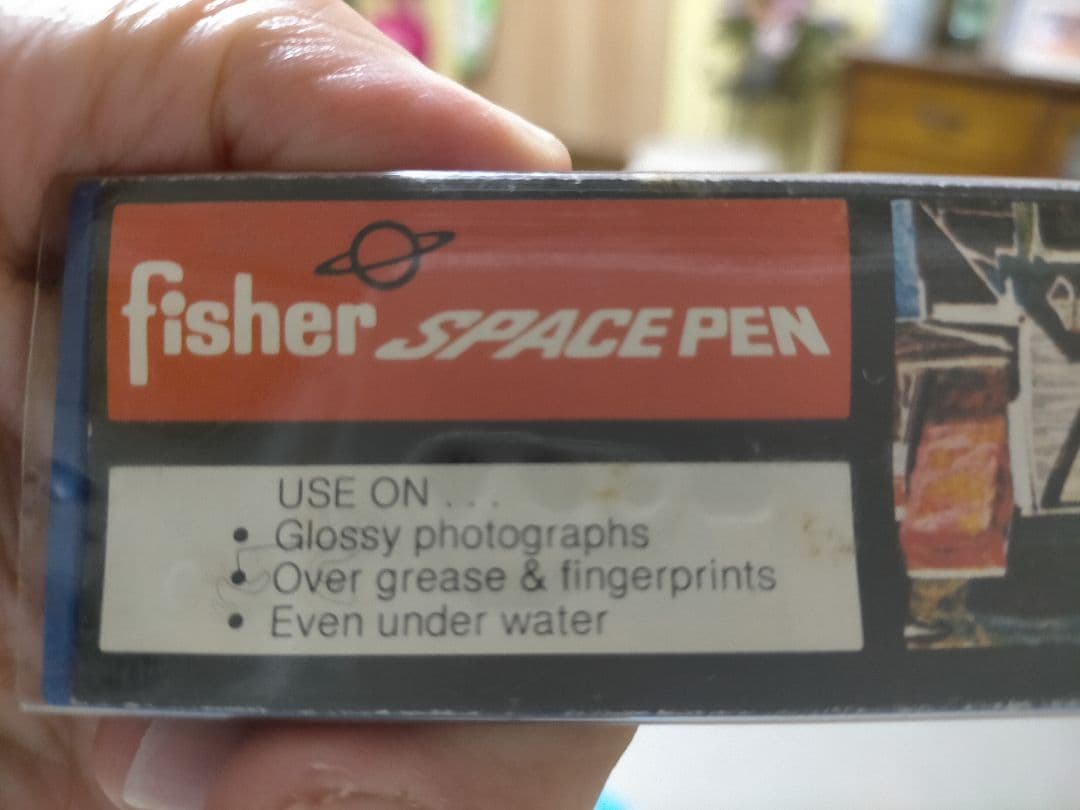 fisher SPACE PEN
USE ON . . .
• Glossy photographs
• Over grease & fingerprints
• Even under water